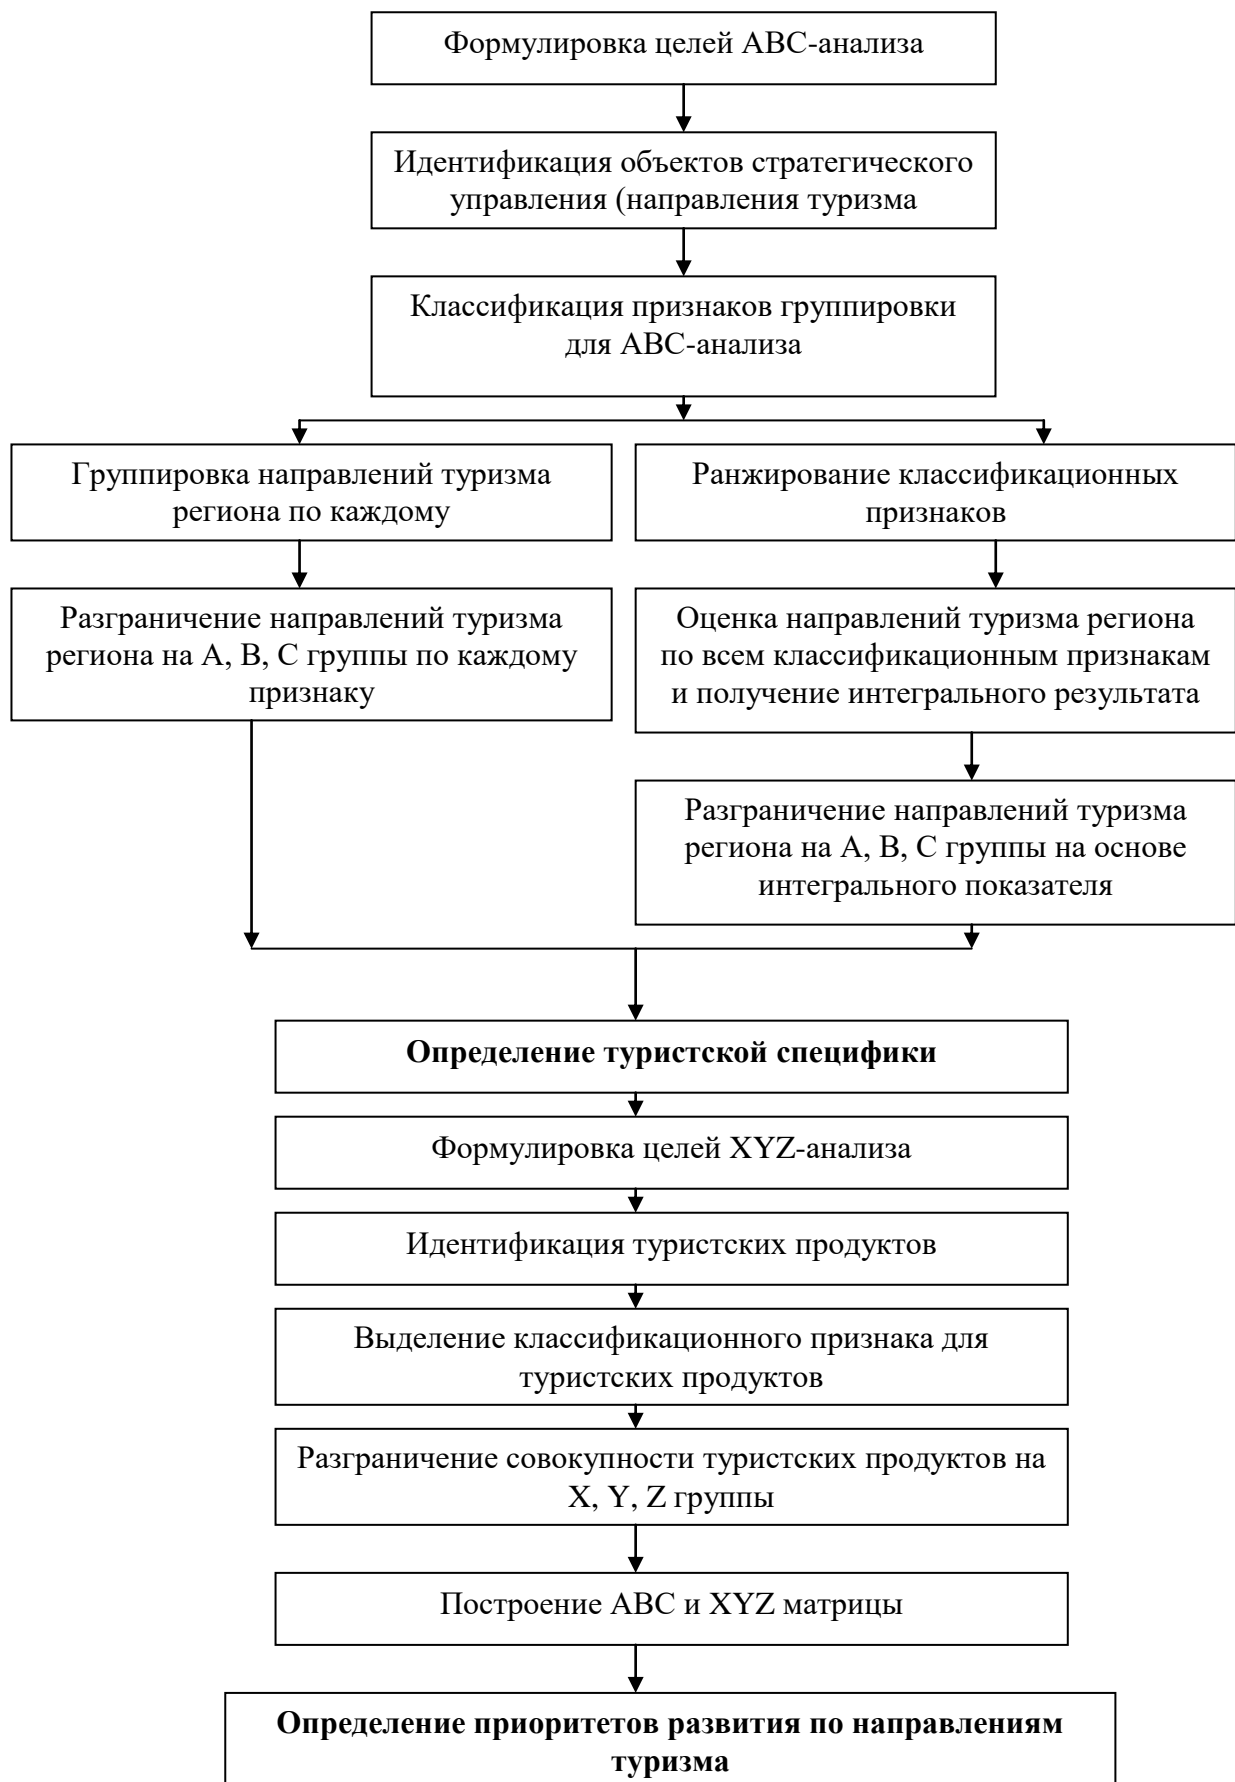 Формулировка целей ABC-анализа
Идентификация объектов стратегического
управления (направления туризма
Классификация признаков группировки
для ABC-анализа
Группировка направлений туризма
региона по каждому
Ранжирование классификационных
признаков
Разграничение направлений туризма
региона на A, B, C группы по каждому
признаку
Оценка направлений туризма региона
по всем классификационным признакам
и получение интегрального результата
Разграничение направлений туризма
региона на A, B, C группы на основе
интегрального показателя
Определение туристской специфики
Формулировка целей XYZ-анализа
Идентификация туристских продуктов
Выделение классификационного признака для
туристских продуктов
Разграничение совокупности туристских продуктов на
X, Y, Z группы
Построение ABC и XYZ матрицы
Определение приоритетов развития по направлениям
туризма